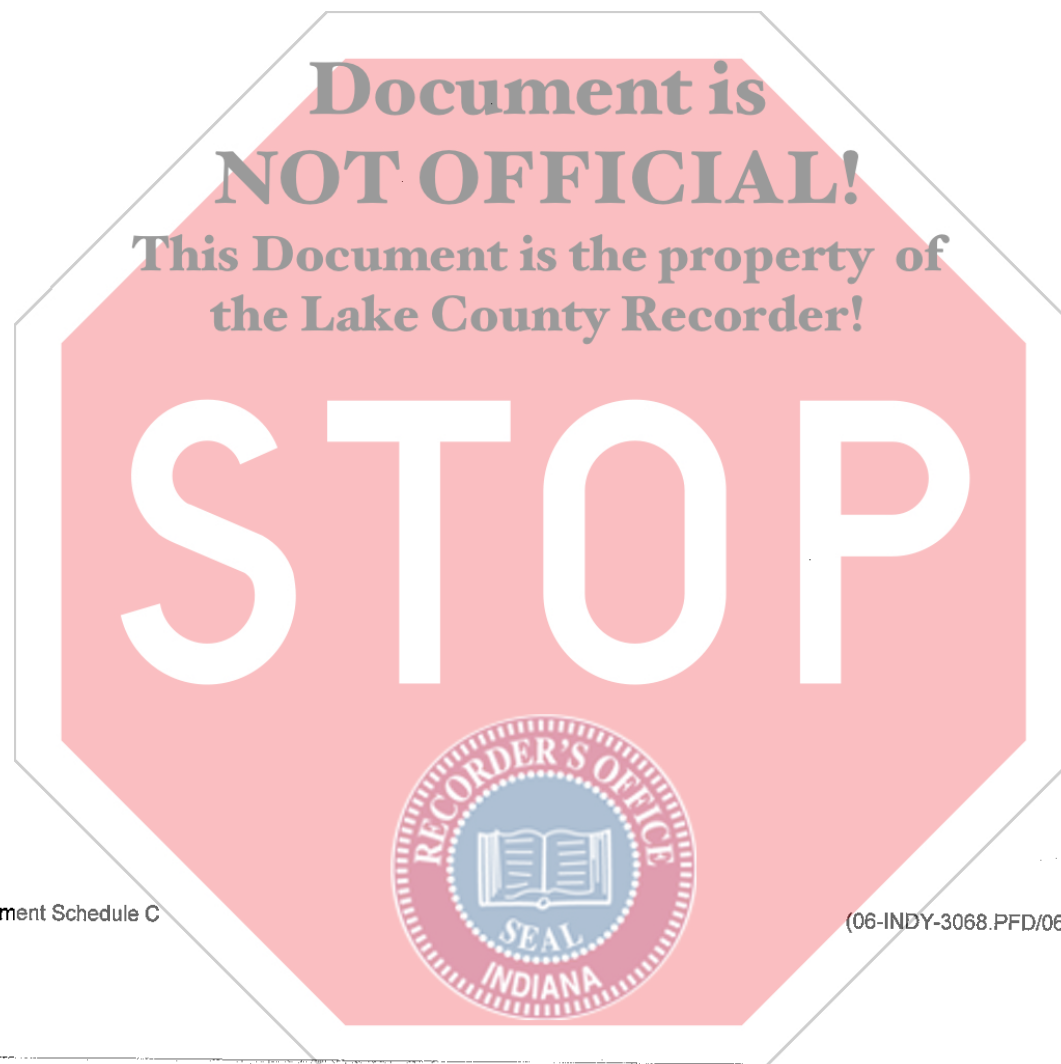 Document is
NOT OFFICIAL!
This Document is the property of
the Lake County Recorder!
STOP
RECORDER'S OFFICE
SEAL
INDIANA
ment Schedule C
(06-INDY-3068.PFD/06